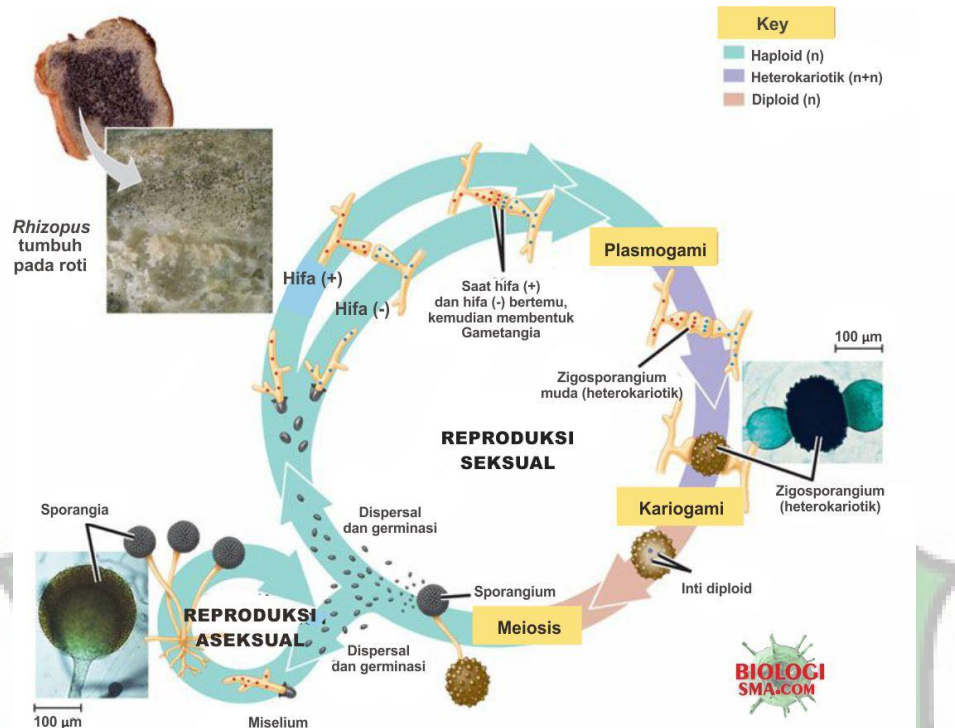 Key
Haploid (n)
Heterokariotik (n+n)
Diploid (n)
Rhizopus
tumbuh
pada roti
Hifa (+)
Hifa (-)
Saat hifa (+)
dan hifa (-) bertemu,
kemudian membentuk
Gametangia
Plasmogami
100 µm
Zigosporangium
muda (heterokariotik)
REPRODUKSI
SEKSUAL
Zigosporangium
(heterokariotik)
Kariogami
Inti diploid
Dispersal
dan germinasi
Sporangia
Sporangium
Meiosis
REPRODUKSI
ASEKSUAL
Dispersal
dan germinasi
Miselium
100 µm
BIOLOGI
SMA.COM